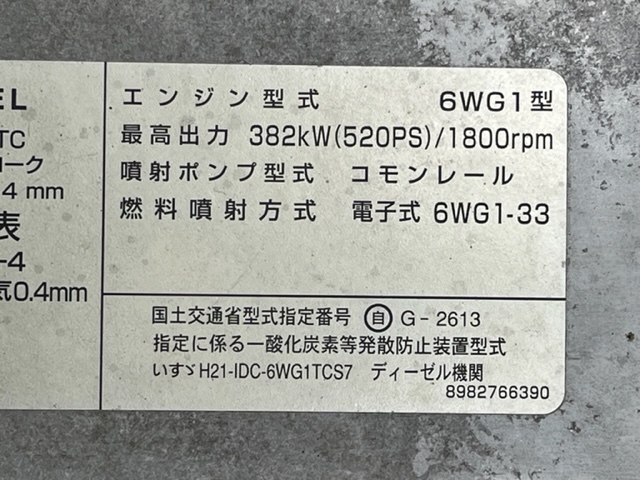 EL
TC
ローク
4 mm
表
-4
気0.4mm
エンジン型式 6WG1型
最高出力 382kW(520PS)/1800rpm
噴射ポンプ型式 コモンレール
燃料噴射方式 電子式 6WG1-33
国土交通省型式指定番号 自 G-2613
指定に係る一酸化炭素等発散防止装置型式
いすゞH21-IDC-6WG1TCS7 ディーゼル機関
8982766390